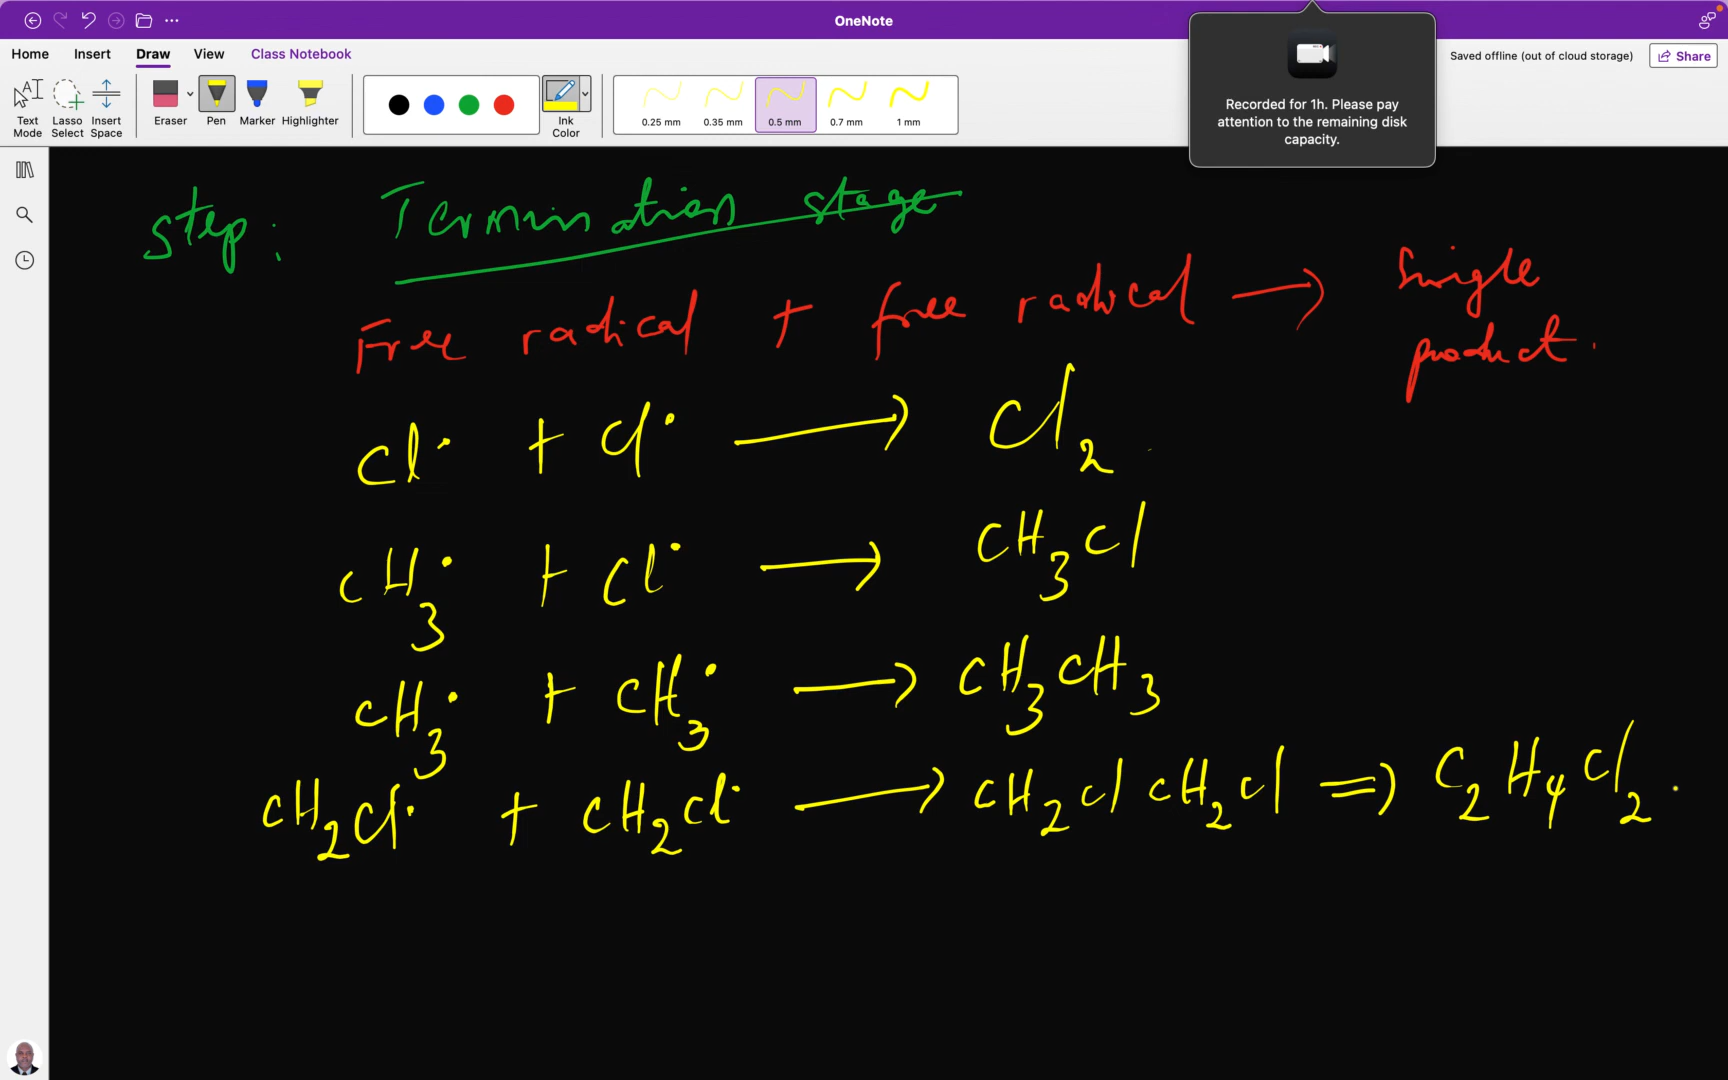 OneNote
Home Insert Draw View Class Notebook
Saved offline (out of cloud storage) Share
Text Mode
Lasso Select
Insert Space
Eraser
Pen
Marker
Highlighter
Ink Color
0.25 mm
0.35 mm
0.5 mm
0.7 mm
1 mm
Recorded for 1h. Please pay
attention to the remaining disk
capacity.
step: Termination stage
Free radical + free radical → Single
product.
Cl• + Cl• → Cl₂
CH₃• + Cl• → CH₃Cl
CH₃• + CH₃• → CH₃CH₃
CH₂Cl• + CH₂Cl• → CH₂Cl CH₂Cl ⇒ C₂H₄Cl₂.